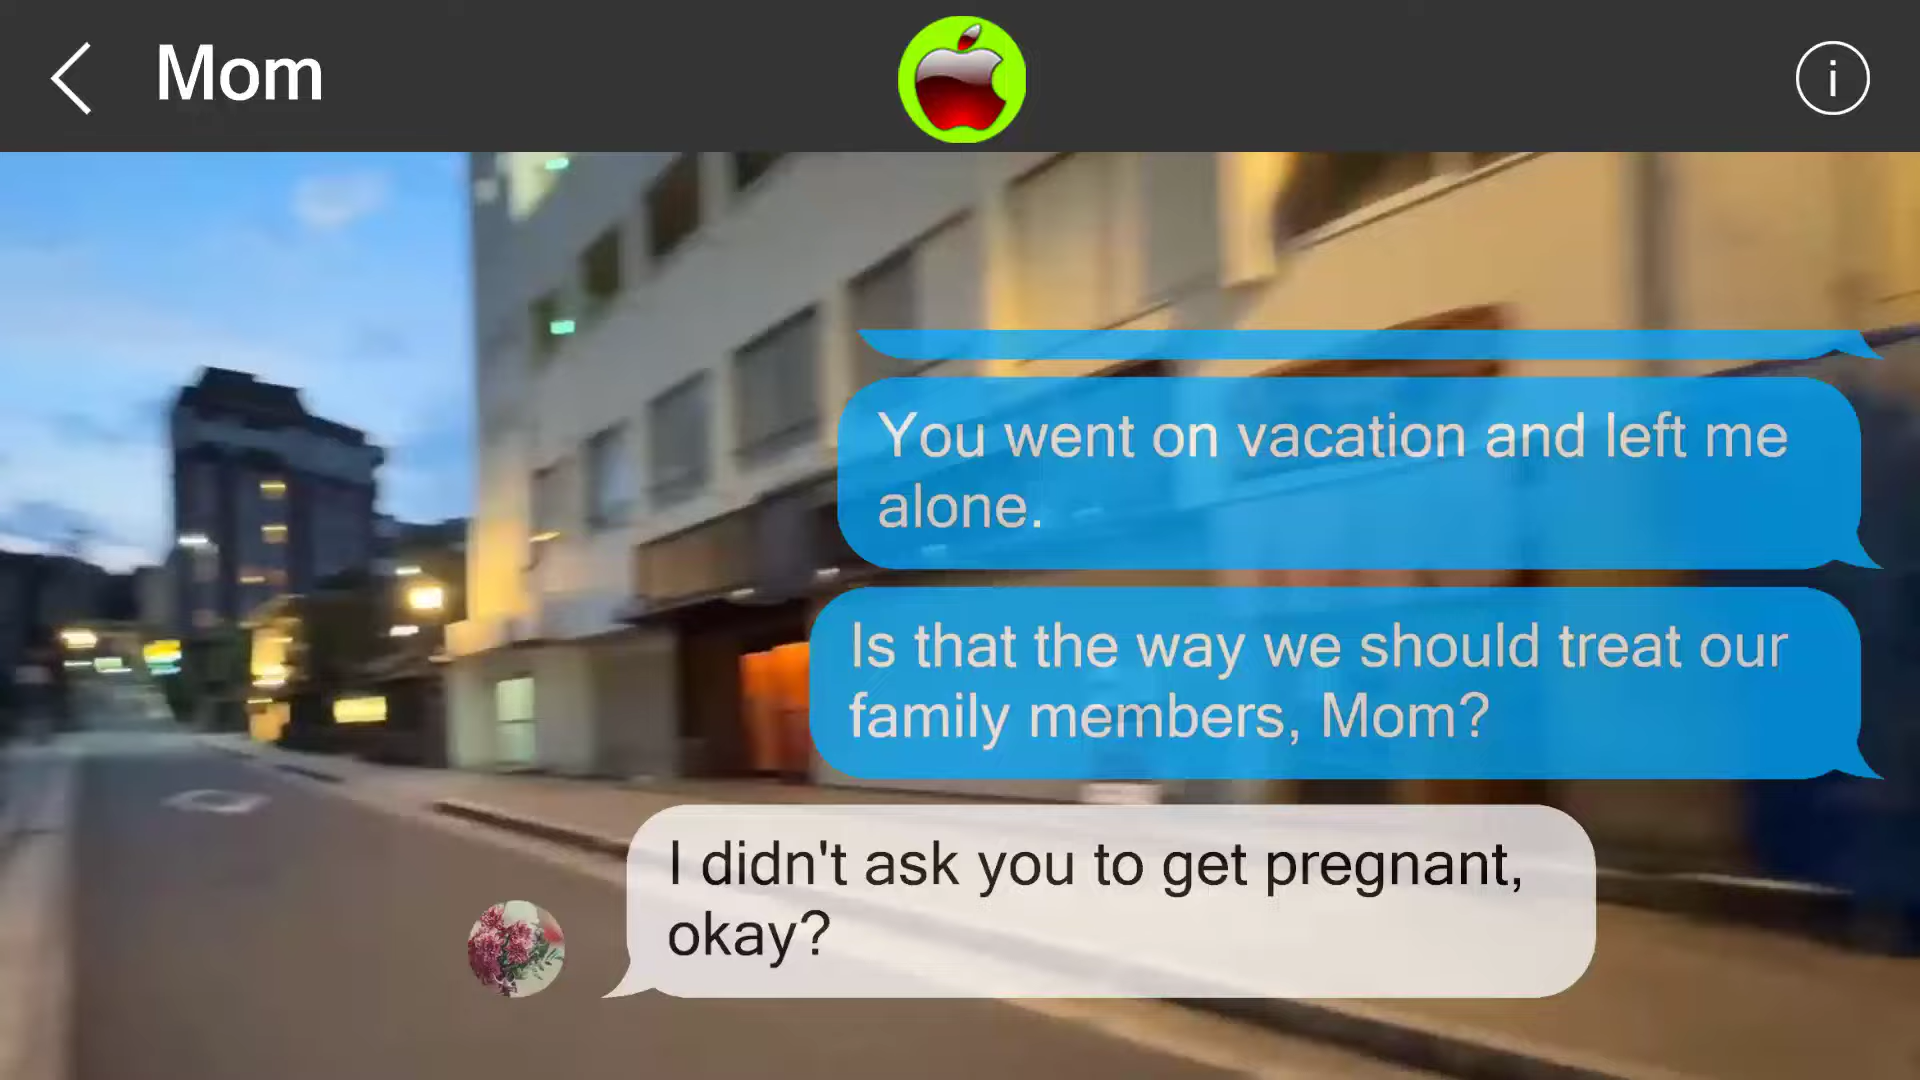 Mom
You went on vacation and left me
alone.
Is that the way we should treat our
family members, Mom?
I didn't ask you to get pregnant,
okay?